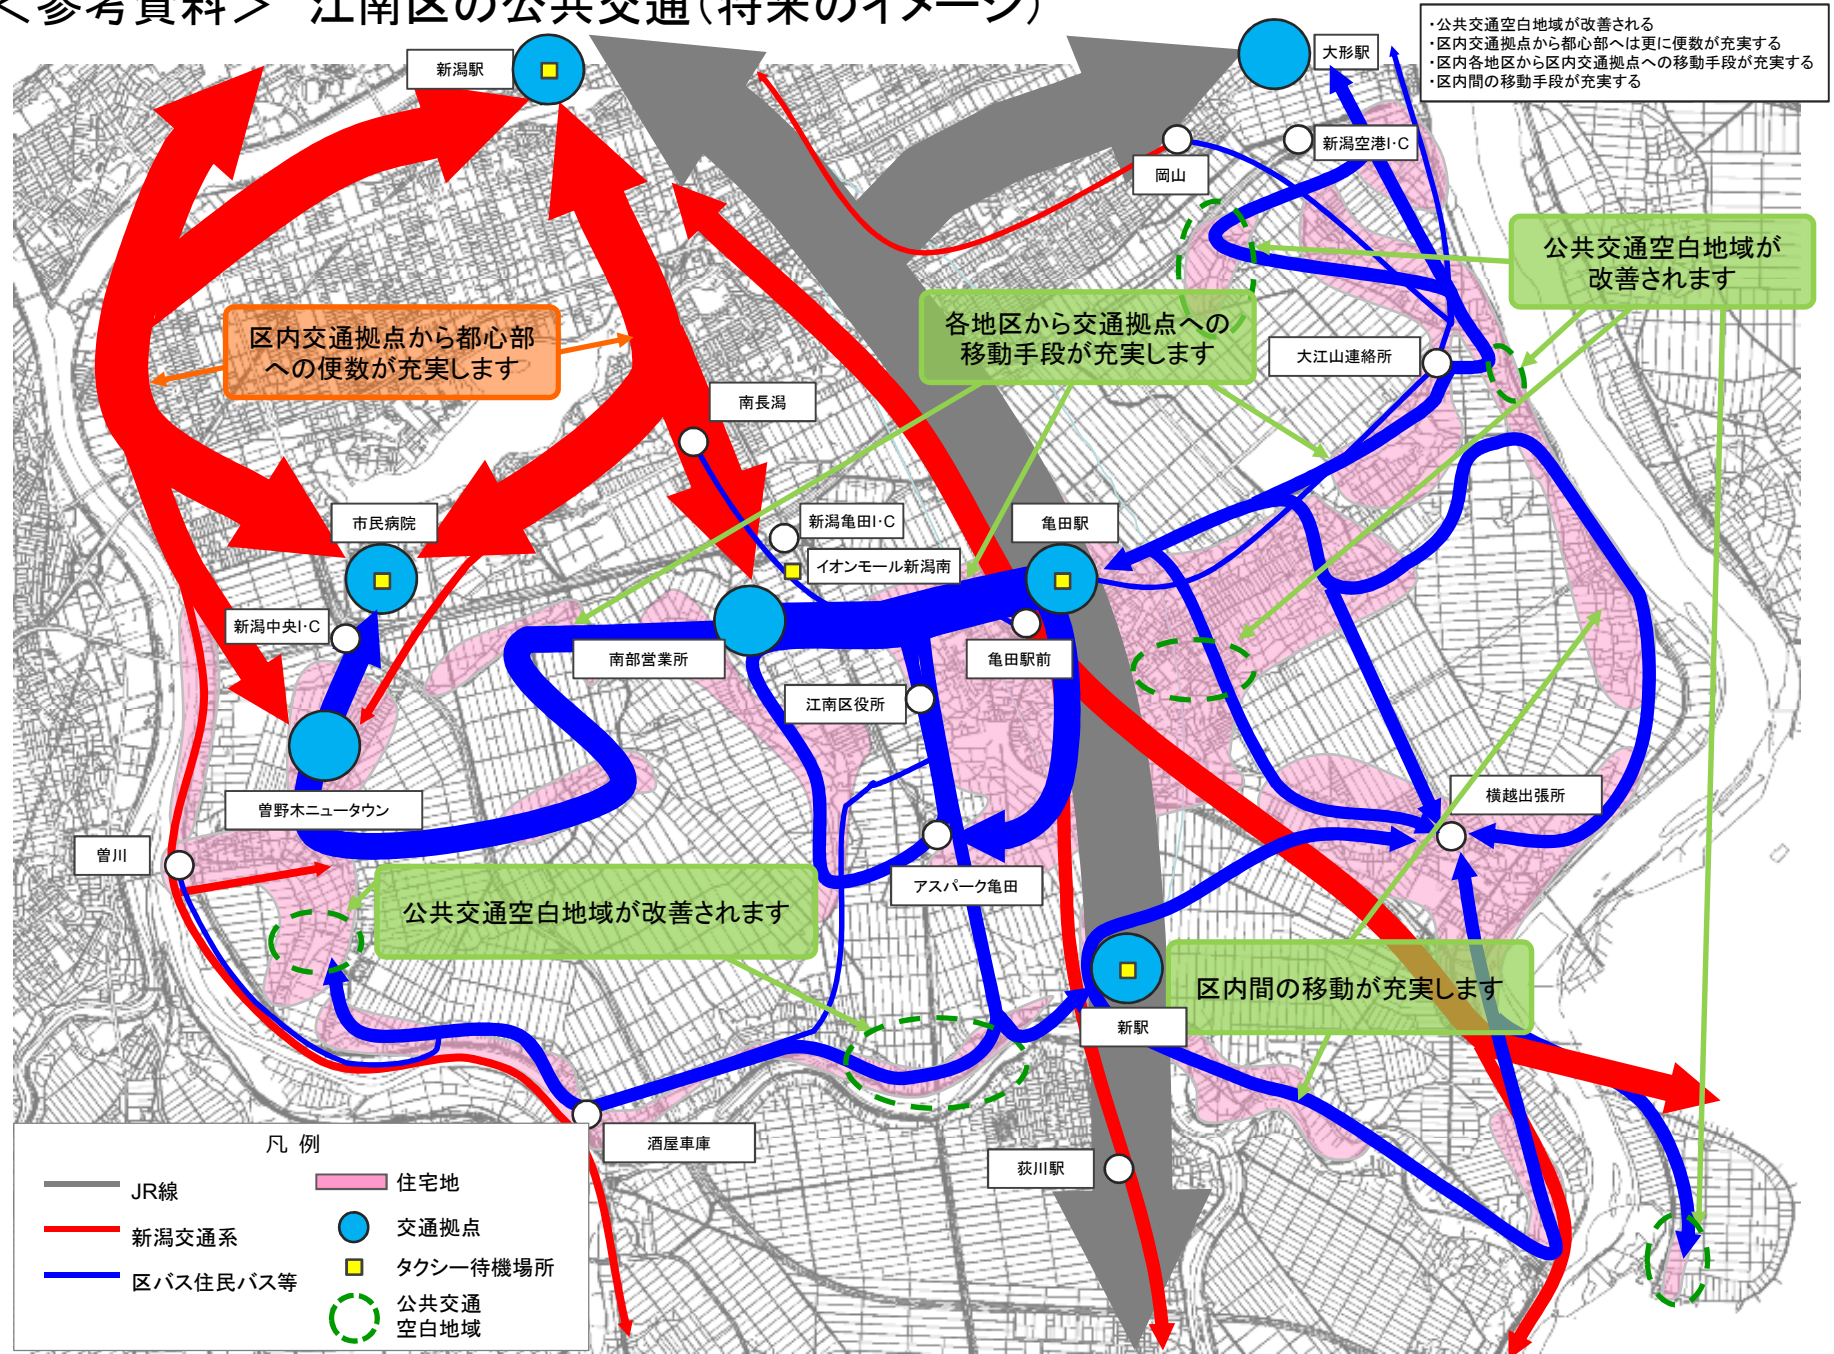 ＜参考資料＞ 江南区の公共交通(将来のイメージ)
・公共交通空白地域が改善される
・区内交通拠点から都心部へは更に便数が充実する
・区内各地区から区内交通拠点への移動手段が充実する
・区内間の移動手段が充実する
新潟駅
大形駅
新潟空港I・C
岡山
公共交通空白地域が
改善されます
区内交通拠点から都心部
への便数が充実します
各地区から交通拠点への
移動手段が充実します
大江山連絡所
南長潟
市民病院
新潟亀田I・C
亀田駅
イオンモール新潟南
新潟中央I・C
南部営業所
亀田駅前
江南区役所
曽野木ニュータウン
横越出張所
曽川
アスパーク亀田
公共交通空白地域が改善されます
区内間の移動が充実します
新駅
酒屋車庫
荻川駅
凡 例
JR線
住宅地
新潟交通系
交通拠点
区バス住民バス等
タクシー待機場所
公共交通
空白地域